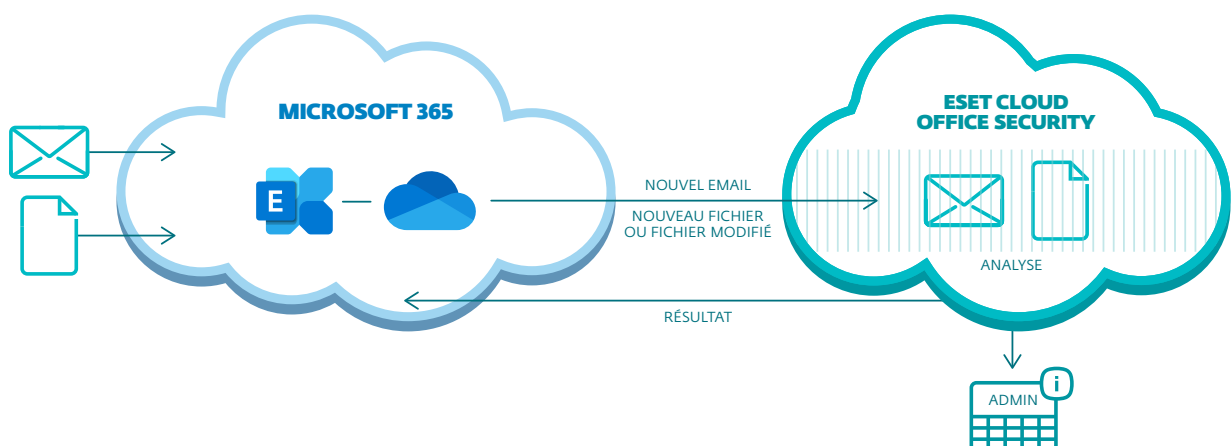 MICROSOFT 365
E
NOUVEL EMAIL
NOUVEAU FICHIER
OU FICHIER MODIFIÉ
RÉSULTAT
ESET CLOUD
OFFICE SECURITY
ANALYSE
i
ADMIN